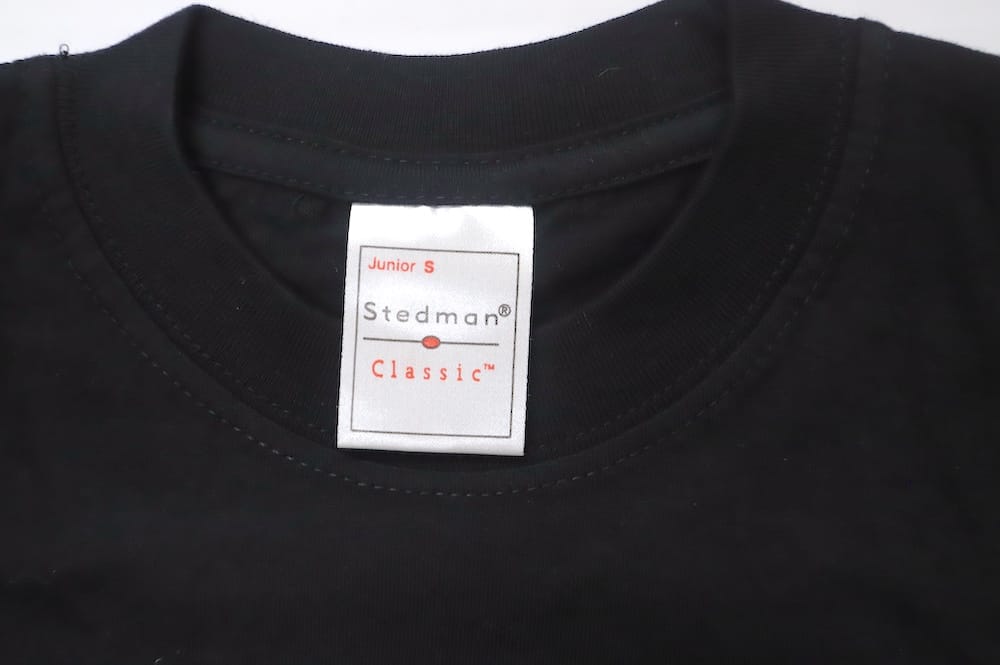 Junior S
Stedman®
Classic™